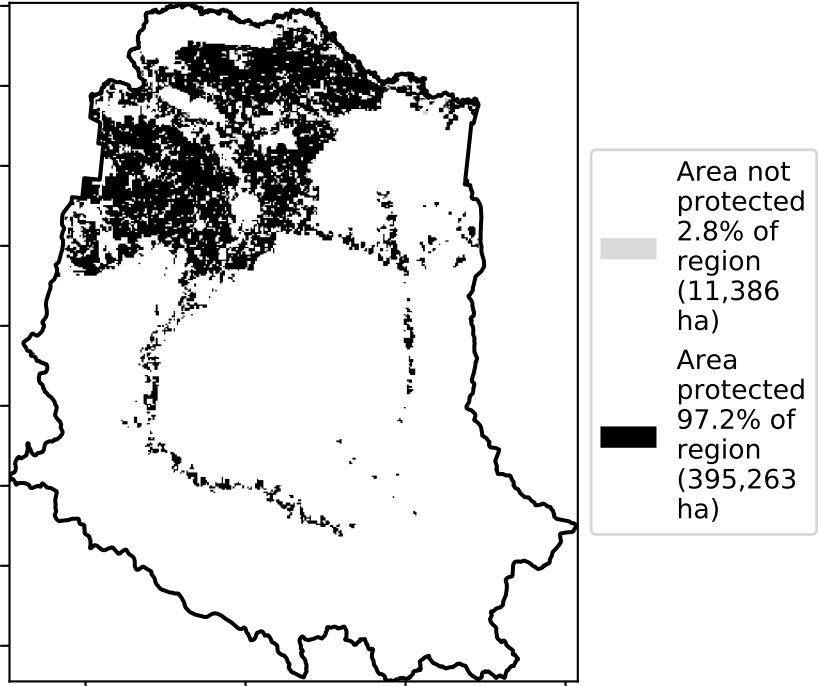 Area not
protected
2.8% of
region
(11,386
ha)
Area
protected
97.2% of
region
(395,263
ha)